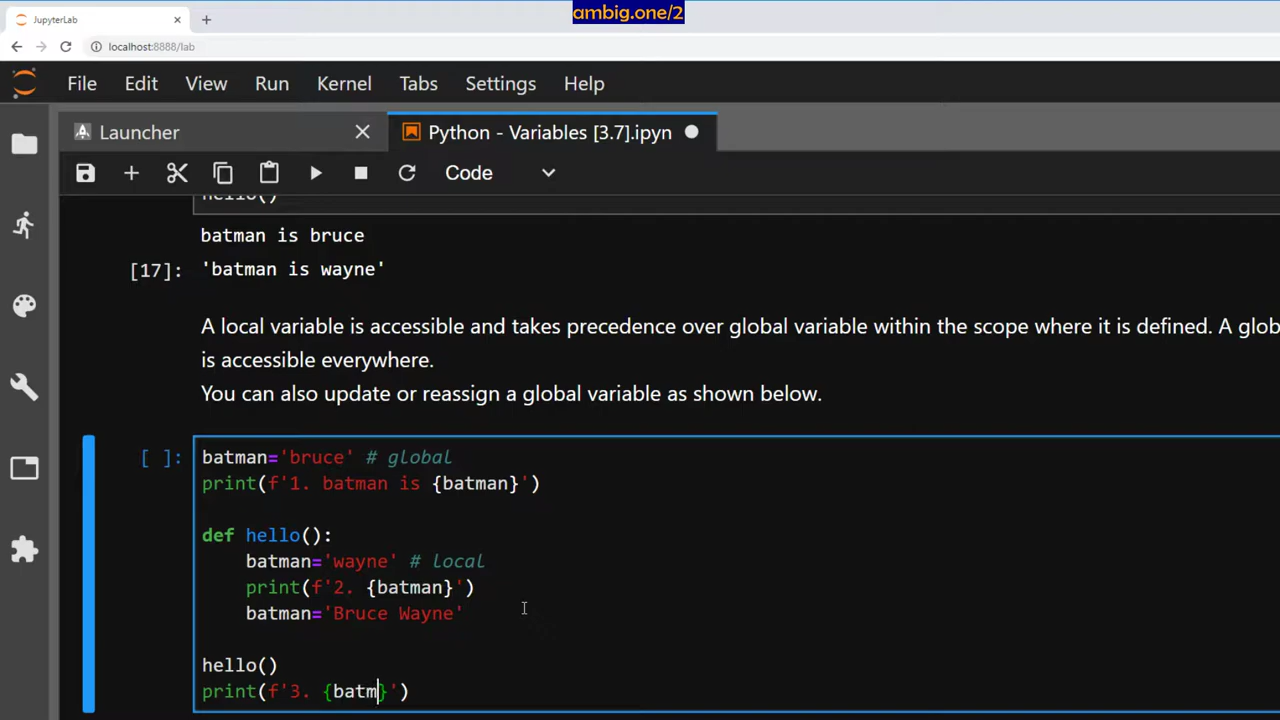 ambig.one/2
JupyterLab
localhost:8888/lab
File Edit View Run Kernel Tabs Settings Help
Launcher Python - Variables [3.7].ipyn
Code
hello()
batman is bruce
[17]: 'batman is wayne'
A local variable is accessible and takes precedence over global variable within the scope where it is defined. A glob
is accessible everywhere.
You can also update or reassign a global variable as shown below.
[ ]: batman='bruce' # global
print(f'1. batman is {batman}')
def hello():
    batman='wayne' # local
    print(f'2. {batman}')
    batman='Bruce Wayne'
hello()
print(f'3. {batm}')